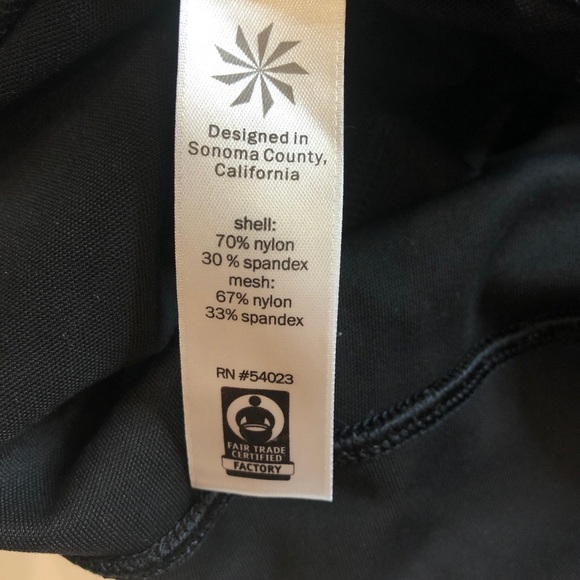 Designed in
Sonoma County,
California
shell:
70% nylon
30 % spandex
mesh:
67% nylon
33% spandex
RN #54023
FAIR TRADE
CERTIFIED
FACTORY